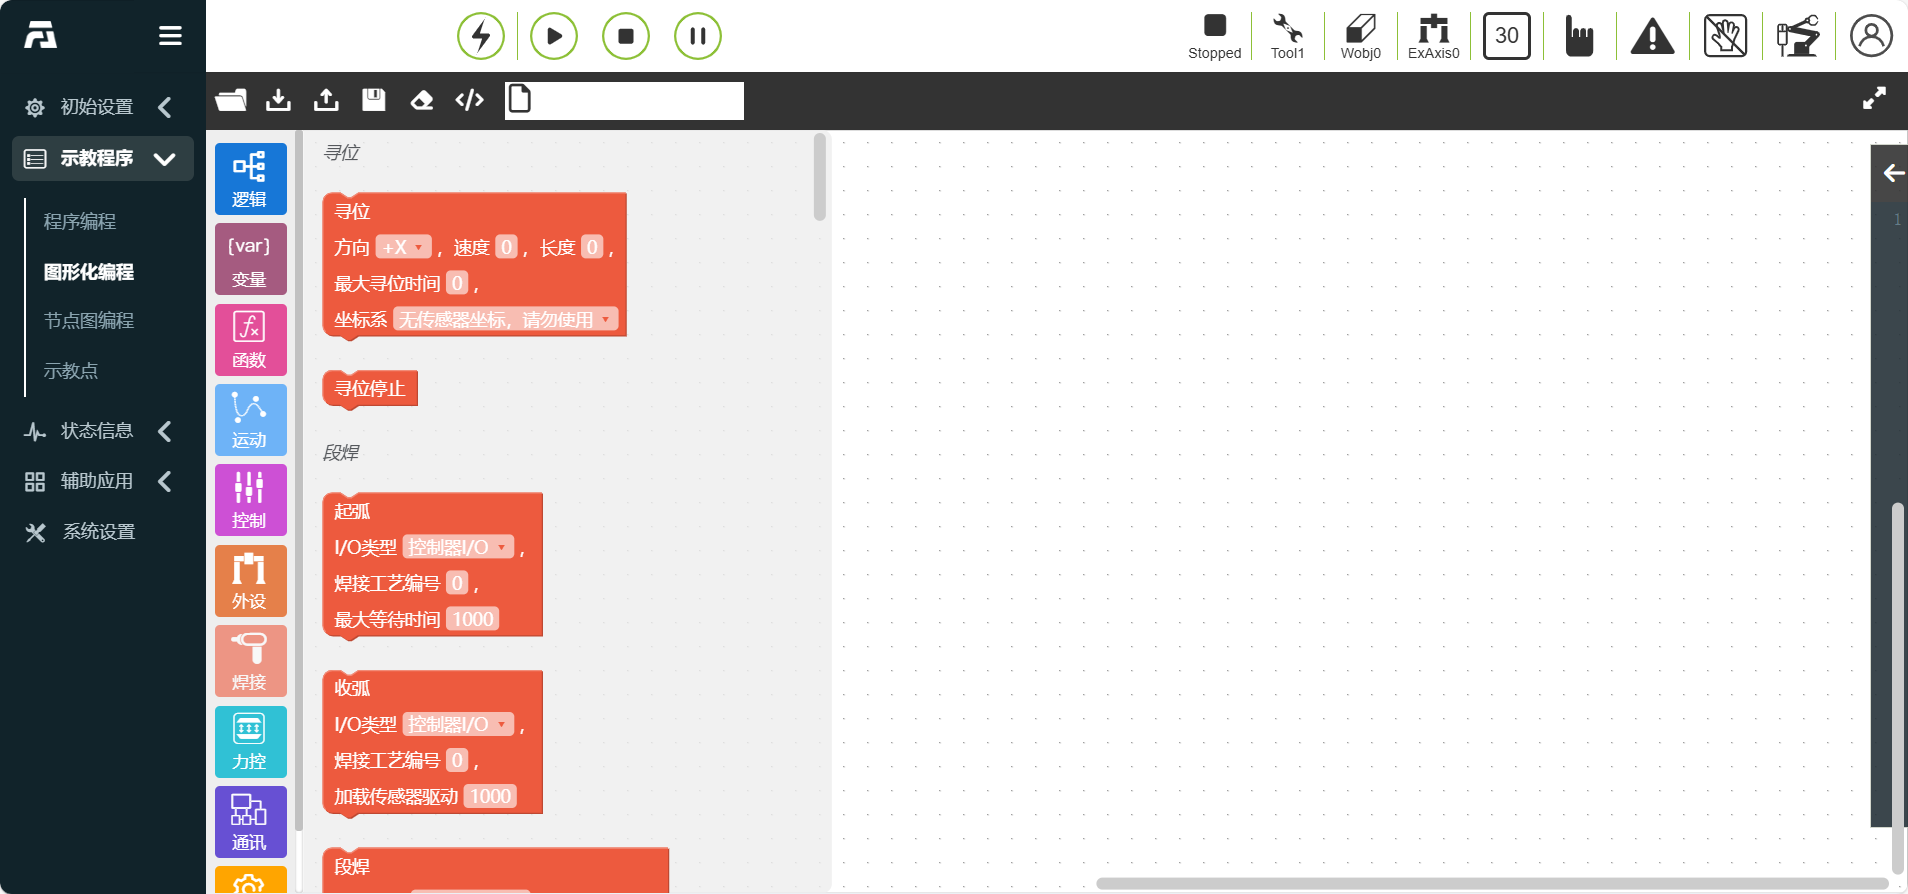 Stopped
Tool1
Wobj0
ExAxis0
30
初始设置
示教程序
程序编程
图形化编程
节点图编程
示教点
状态信息
辅助应用
系统设置
逻辑
{var}
变量
函数
运动
控制
外设
焊接
力控
通讯
寻位
寻位
方向 +X ，速度 0 ，长度 0 ，
最大寻位时间 0 ，
坐标系 无传感器坐标，请勿使用
寻位停止
段焊
起弧
I/O类型 控制器I/O ，
焊接工艺编号 0 ，
最大等待时间 1000
收弧
I/O类型 控制器I/O ，
焊接工艺编号 0 ，
加载传感器驱动 1000
段焊
1